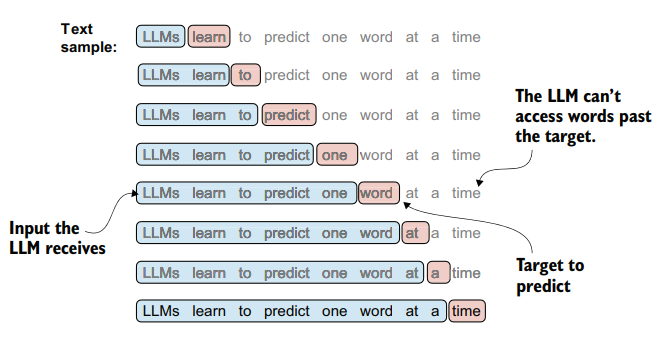 Text
sample:
LLMs learn to predict one word at a time
LLMs learn to predict one word at a time
LLMs learn to predict one word at a time
The LLM can't
access words past
the target.
LLMs learn to predict one word at a time
LLMs learn to predict one word at a time
Input the
LLM receives
LLMs learn to predict one word at a time
Target to
predict
LLMs learn to predict one word at a time
LLMs learn to predict one word at a time